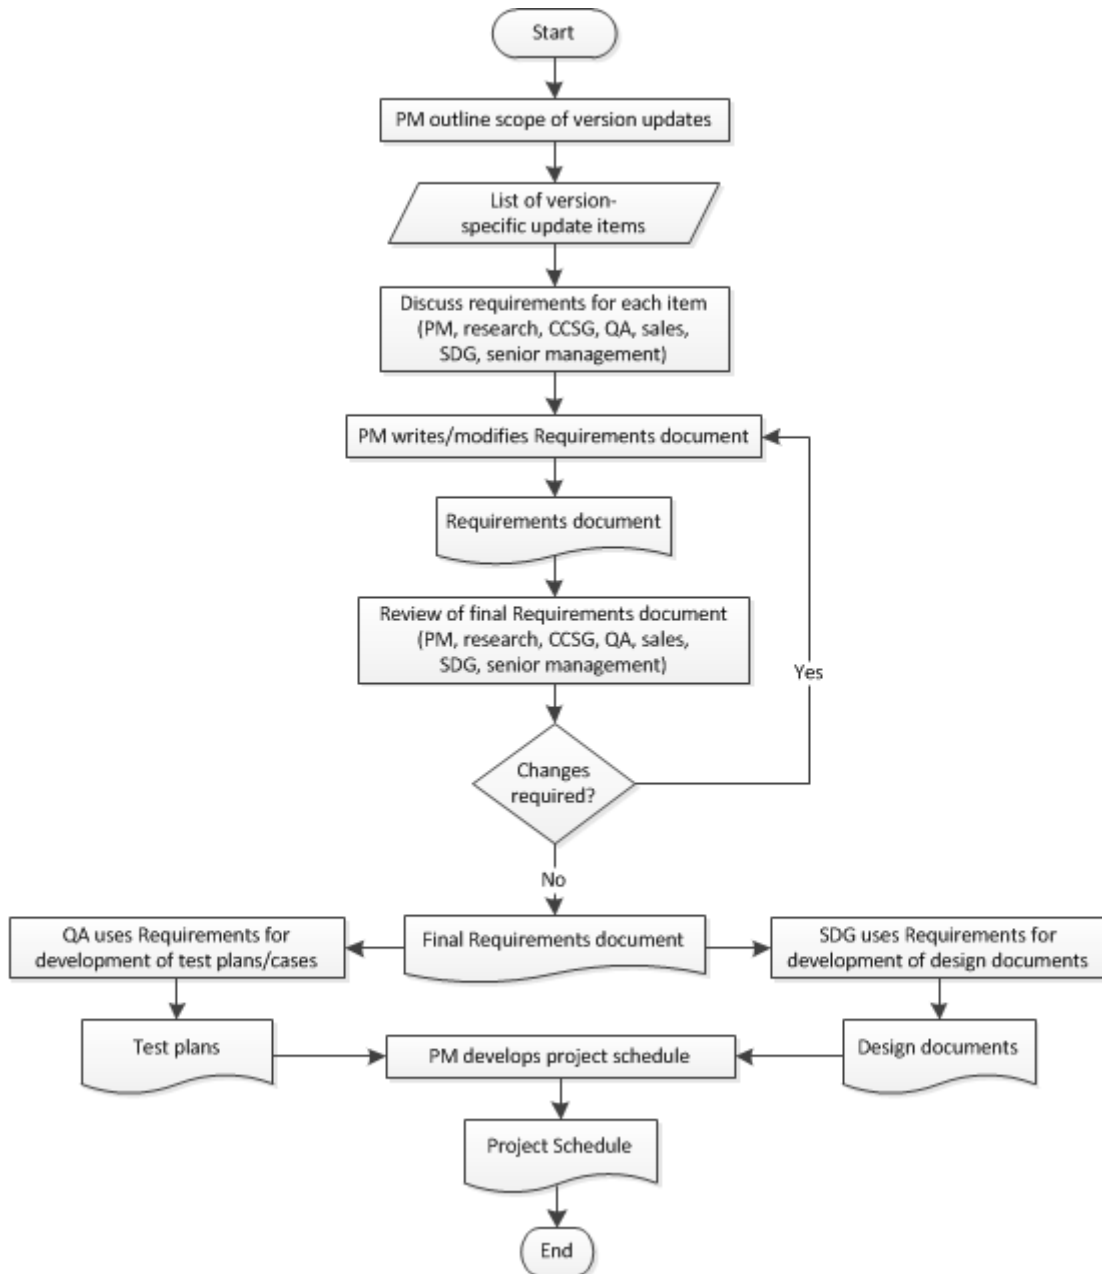 Start
PM outline scope of version updates
List of version-
specific update items
Discuss requirements for each item
(PM, research, CCSG, QA, sales,
SDG, senior management)
PM writes/modifies Requirements document
Requirements document
Review of final Requirements document
(PM, research, CCSG, QA, sales,
SDG, senior management)
Yes
Changes
required?
No
QA uses Requirements for
development of test plans/cases
Final Requirements document
SDG uses Requirements for
development of design documents
Test plans
PM develops project schedule
Design documents
Project Schedule
End